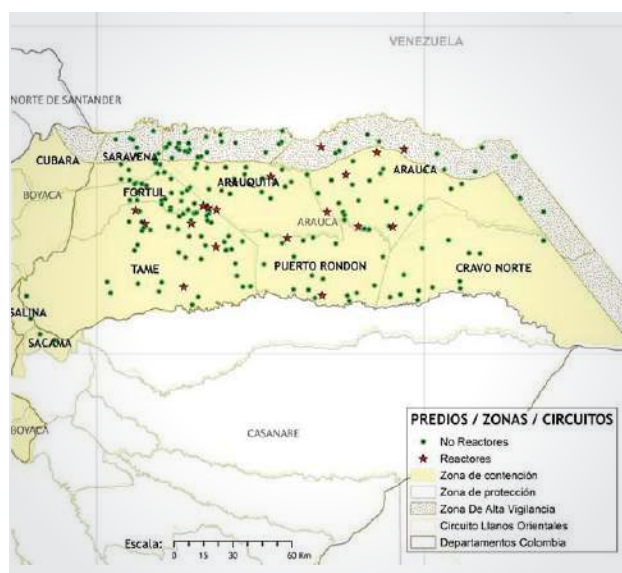 VENEZUELA
NORTE DE SANTANDER
CUBARA
SARAVENA
ARAUCA
BOYACA
FORTUL
ARAUQUITA
ARAUCA
TAME
PUERTO RONDON
CRAVO NORTE
SALINA
SACAMA
BOYACA
CASANARE
PREDIOS / ZONAS / CIRCUITOS
No Reactores
Reactores
Zona de contención
Zona de protección
Zona De Alta Vigilancia
Circuito Llanos Orientales
Departamentos Colombia
Escala:
0 15 30 60 Km